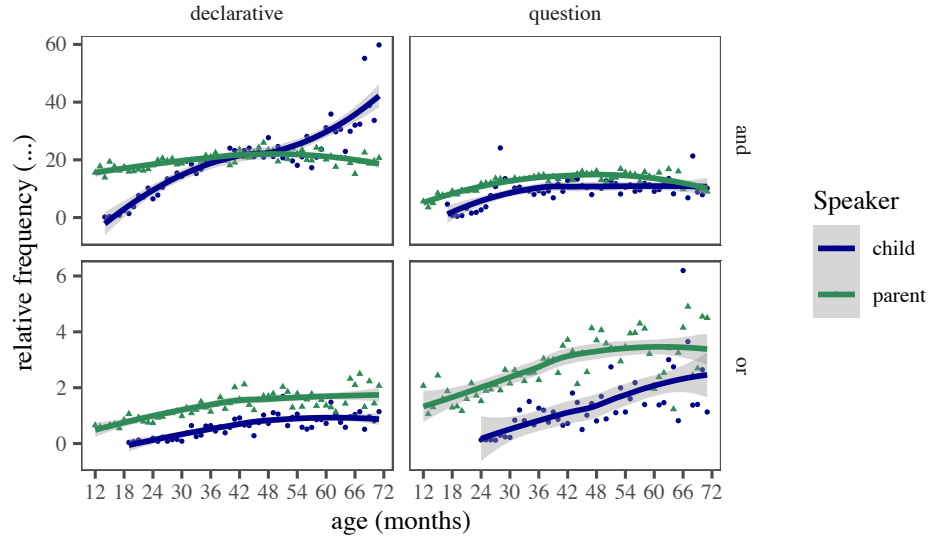 declarative question
60
40
20
0
and
6
4
2
0
or
relative frequency (...)
12 18 24 30 36 42 48 54 60 66 72 12 18 24 30 36 42 48 54 60 66 72
age (months)
Speaker
child
parent